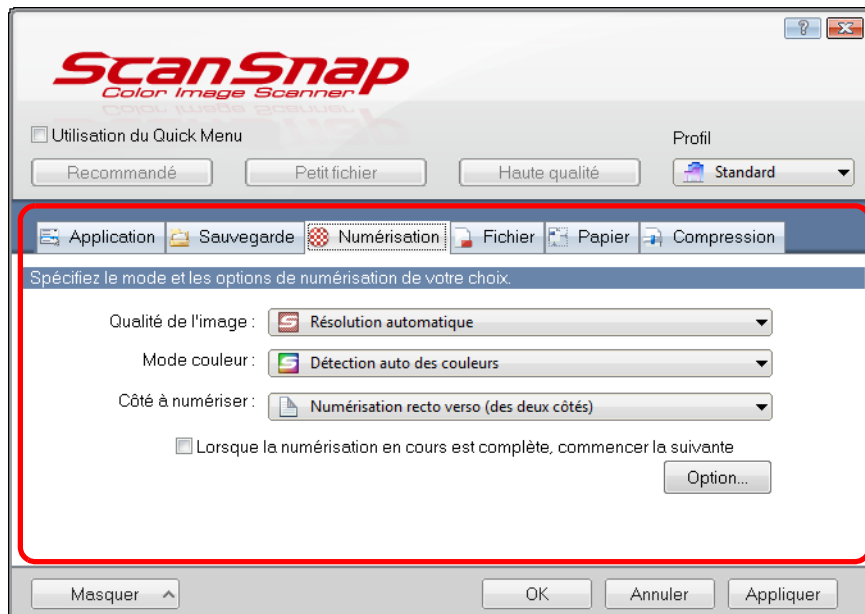 ScanSnap
Color Image Scanner
Utilisation du Quick Menu
Profil
Recommandé Petit fichier Haute qualité Standard
Application Sauvegarde Numérisation Fichier Papier Compression
Spécifiez le mode et les options de numérisation de votre choix.
Qualité de l'image : Résolution automatique
Mode couleur : Détection auto des couleurs
Côté à numériser : Numérisation recto verso (des deux côtés)
Lorsque la numérisation en cours est complète, commencer la suivante
Option...
Masquer OK Annuler Appliquer